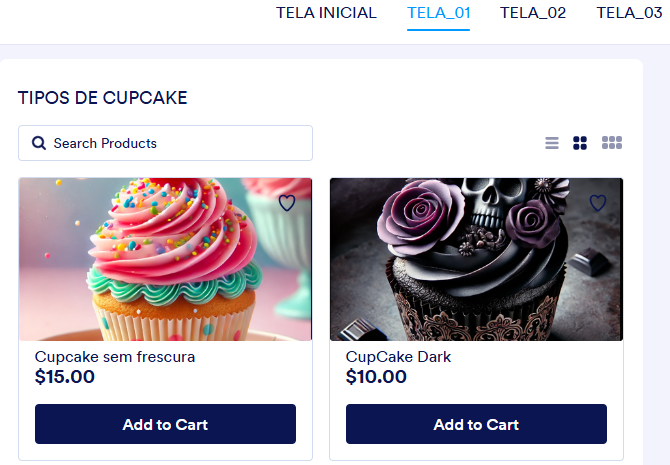 TELA INICIAL TELA_01 TELA_02 TELA_03
TIPOS DE CUPCAKE
Search Products
Cupcake sem frescura
$15.00
Add to Cart
CupCake Dark
$10.00
Add to Cart